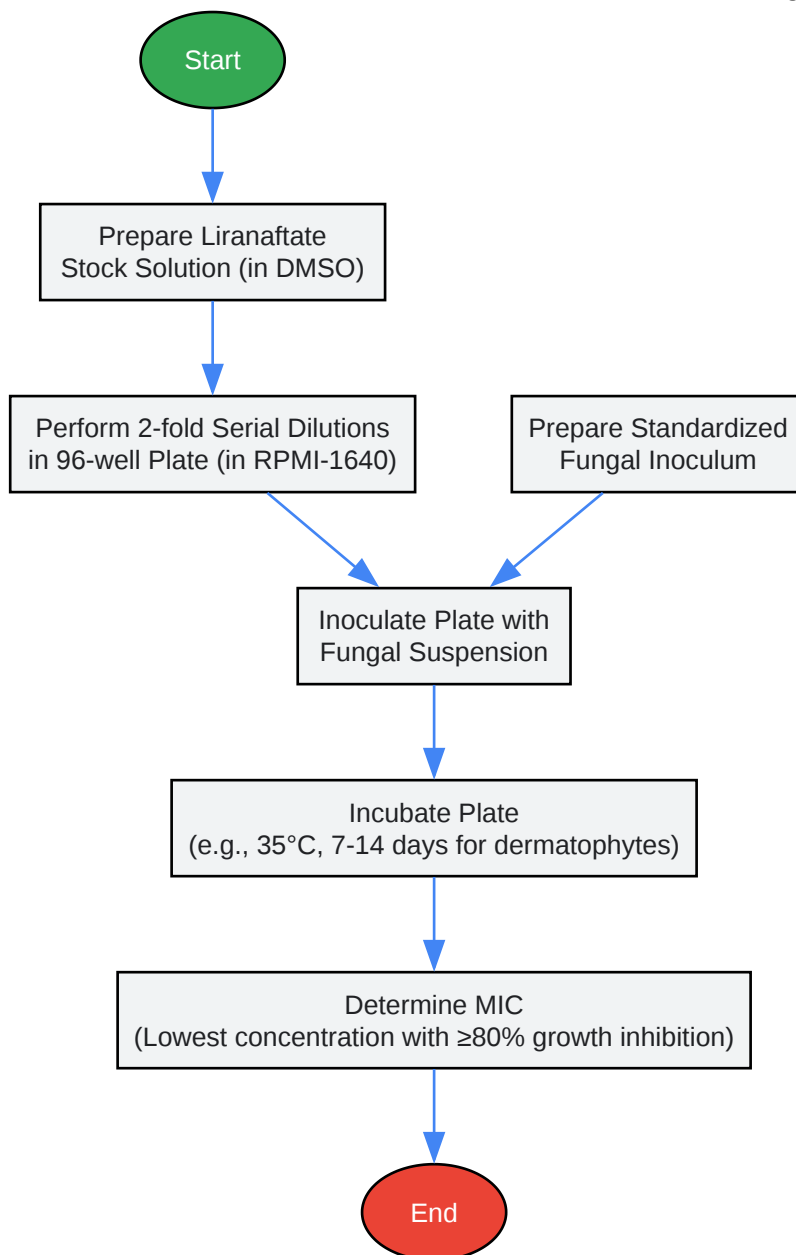 Start
Prepare Liranaftate
Stock Solution (in DMSO)
Perform 2-fold Serial Dilutions
in 96-well Plate (in RPMI-1640)
Prepare Standardized
Fungal Inoculum
Inoculate Plate with
Fungal Suspension
Incubate Plate
(e.g., 35°C, 7-14 days for dermatophytes)
Determine MIC
(Lowest concentration with ≥80% growth inhibition)
End